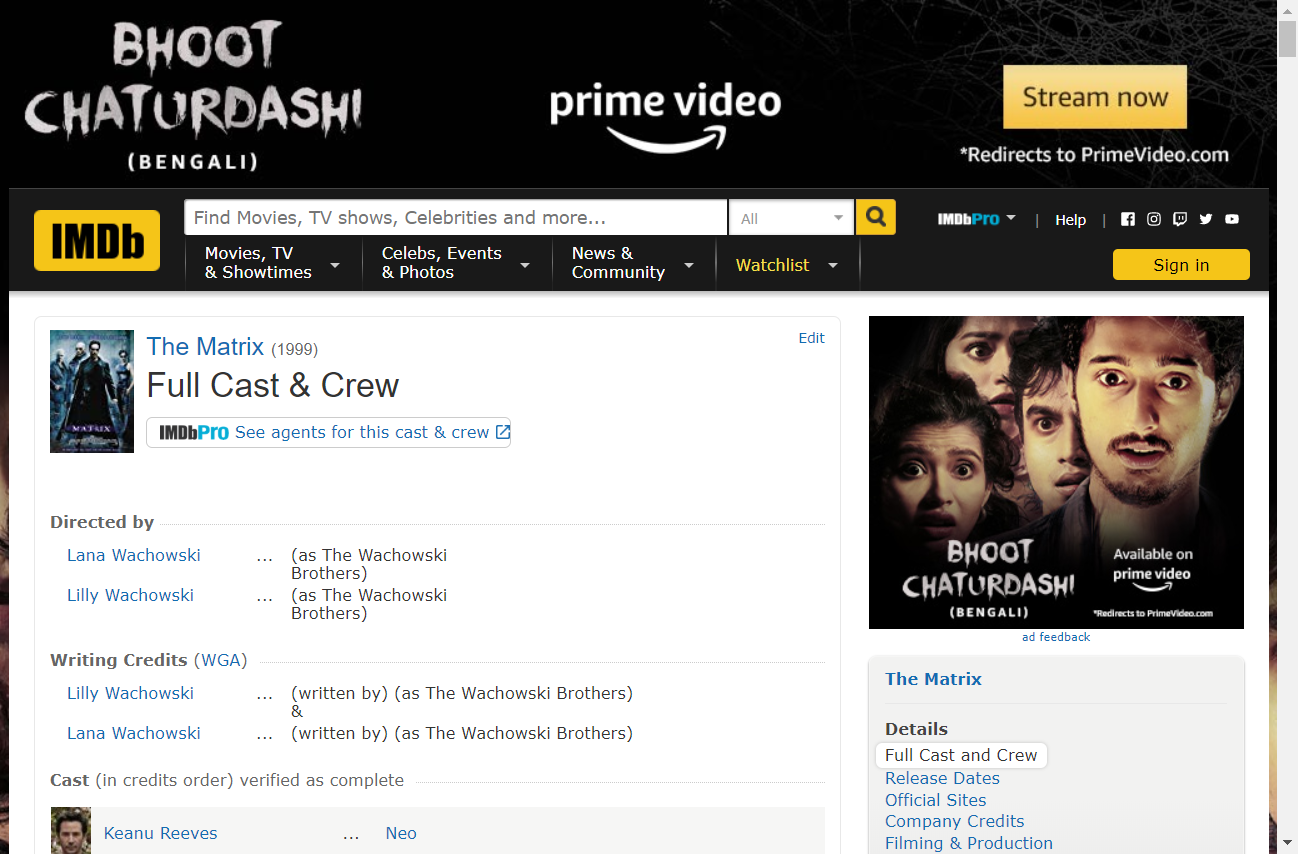 BHOOT
CHATURDASHI
(BENGALI)
prime video
Stream now
*Redirects to PrimeVideo.com
IMDb
Find Movies, TV shows, Celebrities and more...
All
IMDbPro
|
Help
|
Movies, TV
& Showtimes
Celebs, Events
& Photos
News &
Community
Watchlist
Sign in
The Matrix (1999)
Edit
Full Cast & Crew
IMDbPro See agents for this cast & crew
MATRIX
Directed by
Lana Wachowski ... (as The Wachowski
Brothers)
Lilly Wachowski ... (as The Wachowski
Brothers)
Writing Credits (WGA)
Lilly Wachowski ... (written by) (as The Wachowski Brothers)
&
Lana Wachowski ... (written by) (as The Wachowski Brothers)
Cast (in credits order) verified as complete
Keanu Reeves ... Neo
BHOOT
CHATURDASHI
(BENGALI)
Available on
prime video
*Redirects to PrimeVideo.com
ad feedback
The Matrix
Details
Full Cast and Crew
Release Dates
Official Sites
Company Credits
Filming & Production